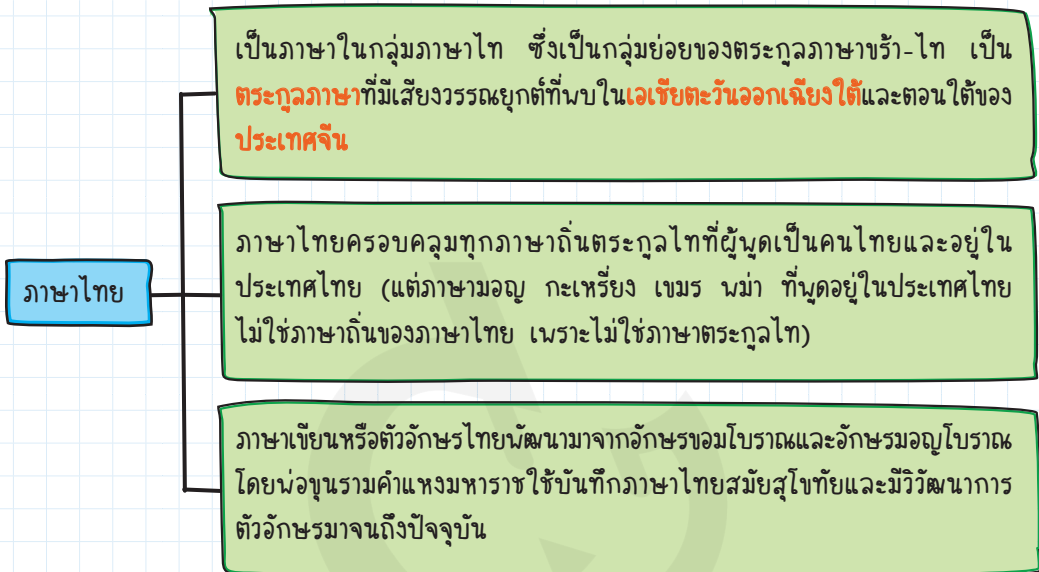 เป็นภาษาในกลุ่มภาษาไท ซึ่งเป็นกลุ่มย่อยของตระกูลภาษาขร้า-ไท เป็น
ตระกูลภาษาที่มีเสียงวรรณยุกต์ที่พบในเอเชียตะวันออกเฉียงใต้และตอนใต้ของ
ประเทศจีน
ภาษาไทย
ภาษาไทยครอบคลุมทุกภาษาถิ่นตระกูลไทที่ผู้พูดเป็นคนไทยและอยู่ใน
ประเทศไทย (แต่ภาษามอญ กะเหรี่ยง เขมร พม่า ที่พูดอยู่ในประเทศไทย
ไม่ใช่ภาษาถิ่นของภาษาไทย เพราะไม่ใช่ภาษาตระกูลไท)
ภาษาเขียนหรือตัวอักษรไทยพัฒนามาจากอักษรขอมโบราณและอักษรมอญโบราณ
โดยพ่อขุนรามคำแหงมหาราชใช้บันทึกภาษาไทยสมัยสุโขทัยและมีวิวัฒนาการ
ตัวอักษรมาจนถึงปัจจุบัน